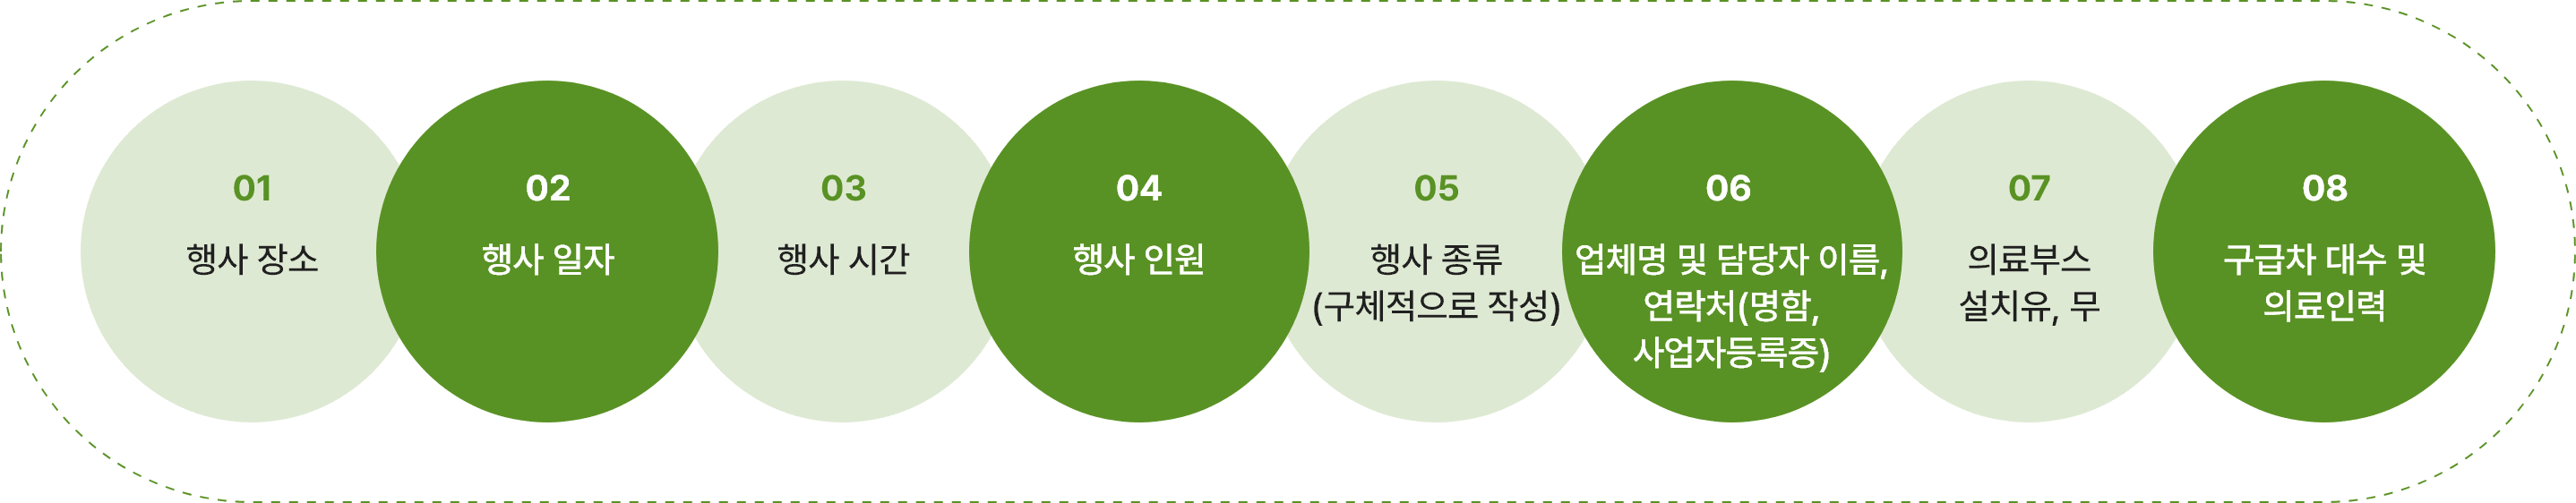 01
행사 장소
02
행사 일자
03
행사 시간
04
행사 인원
05
행사 종류
(구체적으로 작성)
06
업체명 및 담당자 이름,
연락처(명함,
사업자등록증)
07
의료부스
설치유, 무
08
구급차 대수 및
의료인력